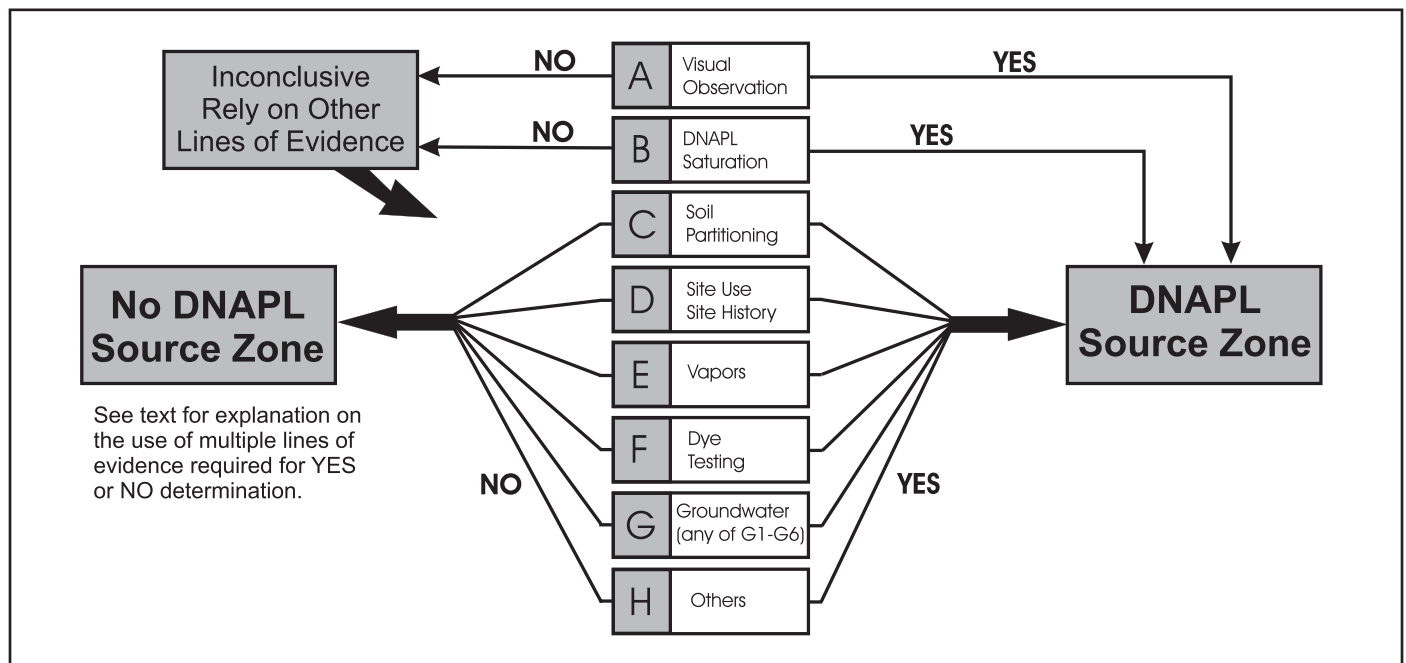 Inconclusive
Rely on Other
Lines of Evidence
NO
A
Visual
Observation
YES
NO
B
DNAPL
Saturation
YES
C
Soil
Partitioning
No DNAPL
Source Zone
D
Site Use
Site History
DNAPL
Source Zone
E
Vapors
See text for explanation on
the use of multiple lines of
evidence required for YES
or NO determination.
F
Dye
Testing
NO
YES
G
Groundwater
(any of G1-G6)
H
Others